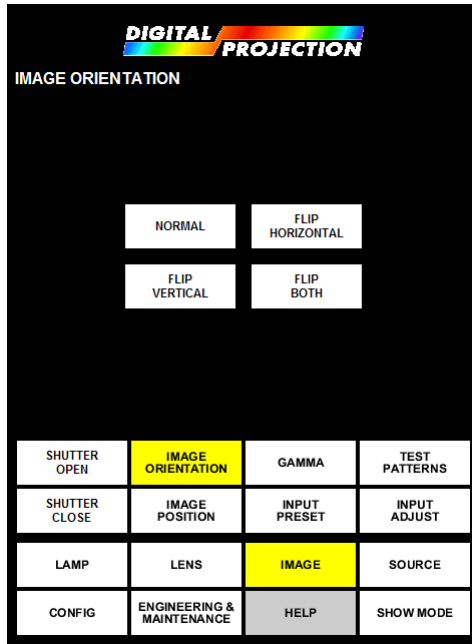 DIGITAL
PROJECTION
IMAGE ORIENTATION
NORMAL
FLIP
HORIZONTAL
FLIP
VERTICAL
FLIP
BOTH
SHUTTER
OPEN
IMAGE
ORIENTATION
GAMMA
TEST
PATTERNS
SHUTTER
CLOSE
IMAGE
POSITION
INPUT
PRESET
INPUT
ADJUST
LAMP
LENS
IMAGE
SOURCE
CONFIG
ENGINEERING &
MAINTENANCE
HELP
SHOW MODE